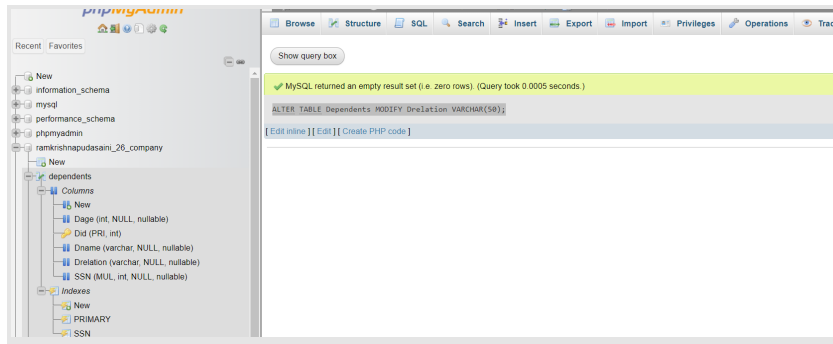 phpMyAdmin
Browse Structure SQL Search Insert Export Import Privileges Operations
Recent Favorites
Show query box
New
information_schema
mysql
performance_schema
phpmyadmin
ramkrishnapudasaini_26_company
New
dependents
Columns
New
Dage (int, NULL, nullable)
Did (PRI, int)
Dname (varchar, NULL, nullable)
Drelation (varchar, NULL, nullable)
SSN (MUL, int, NULL, nullable)
Indexes
New
PRIMARY
SSN
MySQL returned an empty result set (i.e. zero rows). (Query took 0.0005 seconds.)
ALTER TABLE Dependents MODIFY Drelation VARCHAR(50);
[ Edit inline ] [ Edit ] [ Create PHP code ]